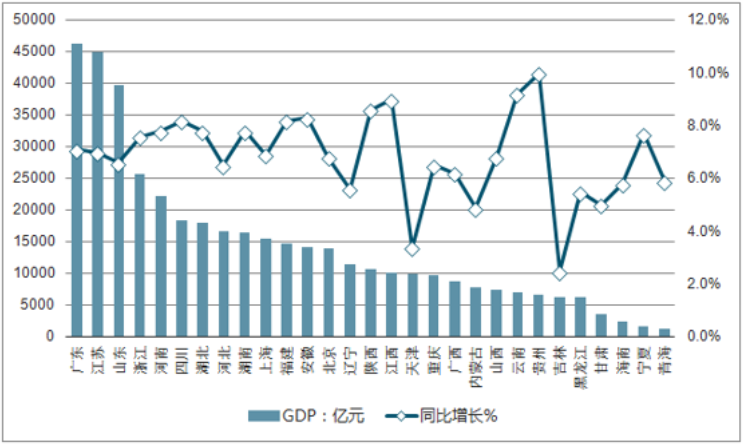 50000
45000
40000
35000
30000
25000
20000
15000
10000
5000
0
12.0%
10.0%
8.0%
6.0%
4.0%
2.0%
0.0%
广东
江苏
山东
浙江
河南
四川
湖北
河北
湖南
上海
福建
安徽
北京
辽宁
陕西
江西
天津
重庆
广西
内蒙古
山西
云南
贵州
吉林
黑龙江
甘肃
海南
宁夏
青海
GDP：亿元 同比增长%